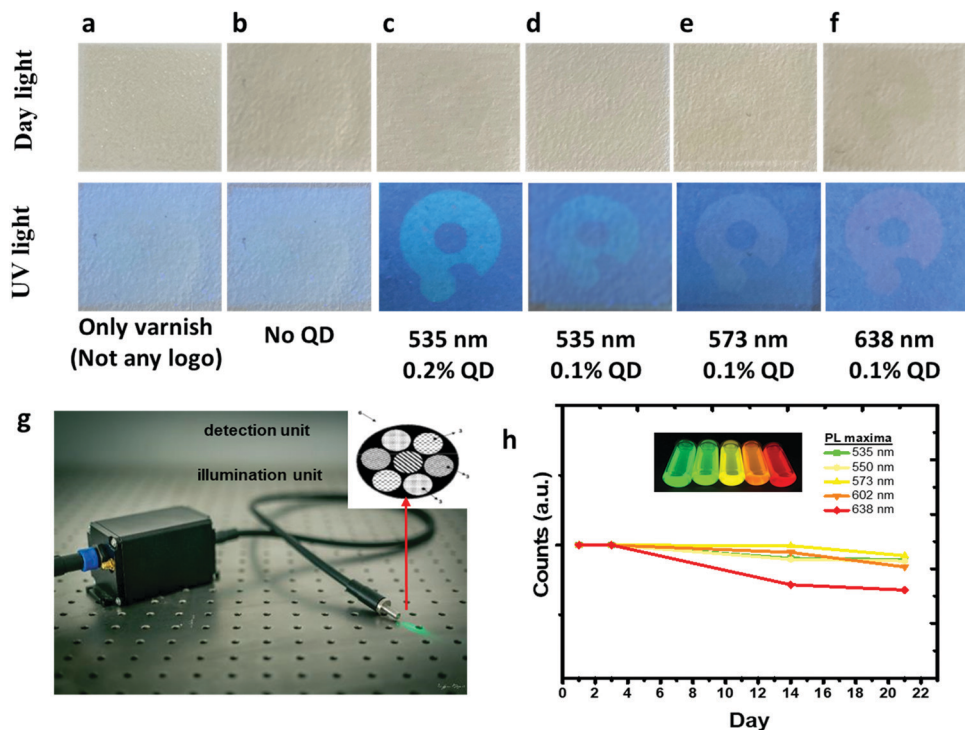 a b c d e f
Day light
UV light
Only varnish
(Not any logo)
No QD
535 nm
0.2% QD
535 nm
0.1% QD
573 nm
0.1% QD
638 nm
0.1% QD
g
detection unit
illumination unit
h
PL maxima
535 nm
550 nm
573 nm
602 nm
638 nm
Counts (a.u.)
0 2 4 6 8 10 12 14 16 18 20 22
Day